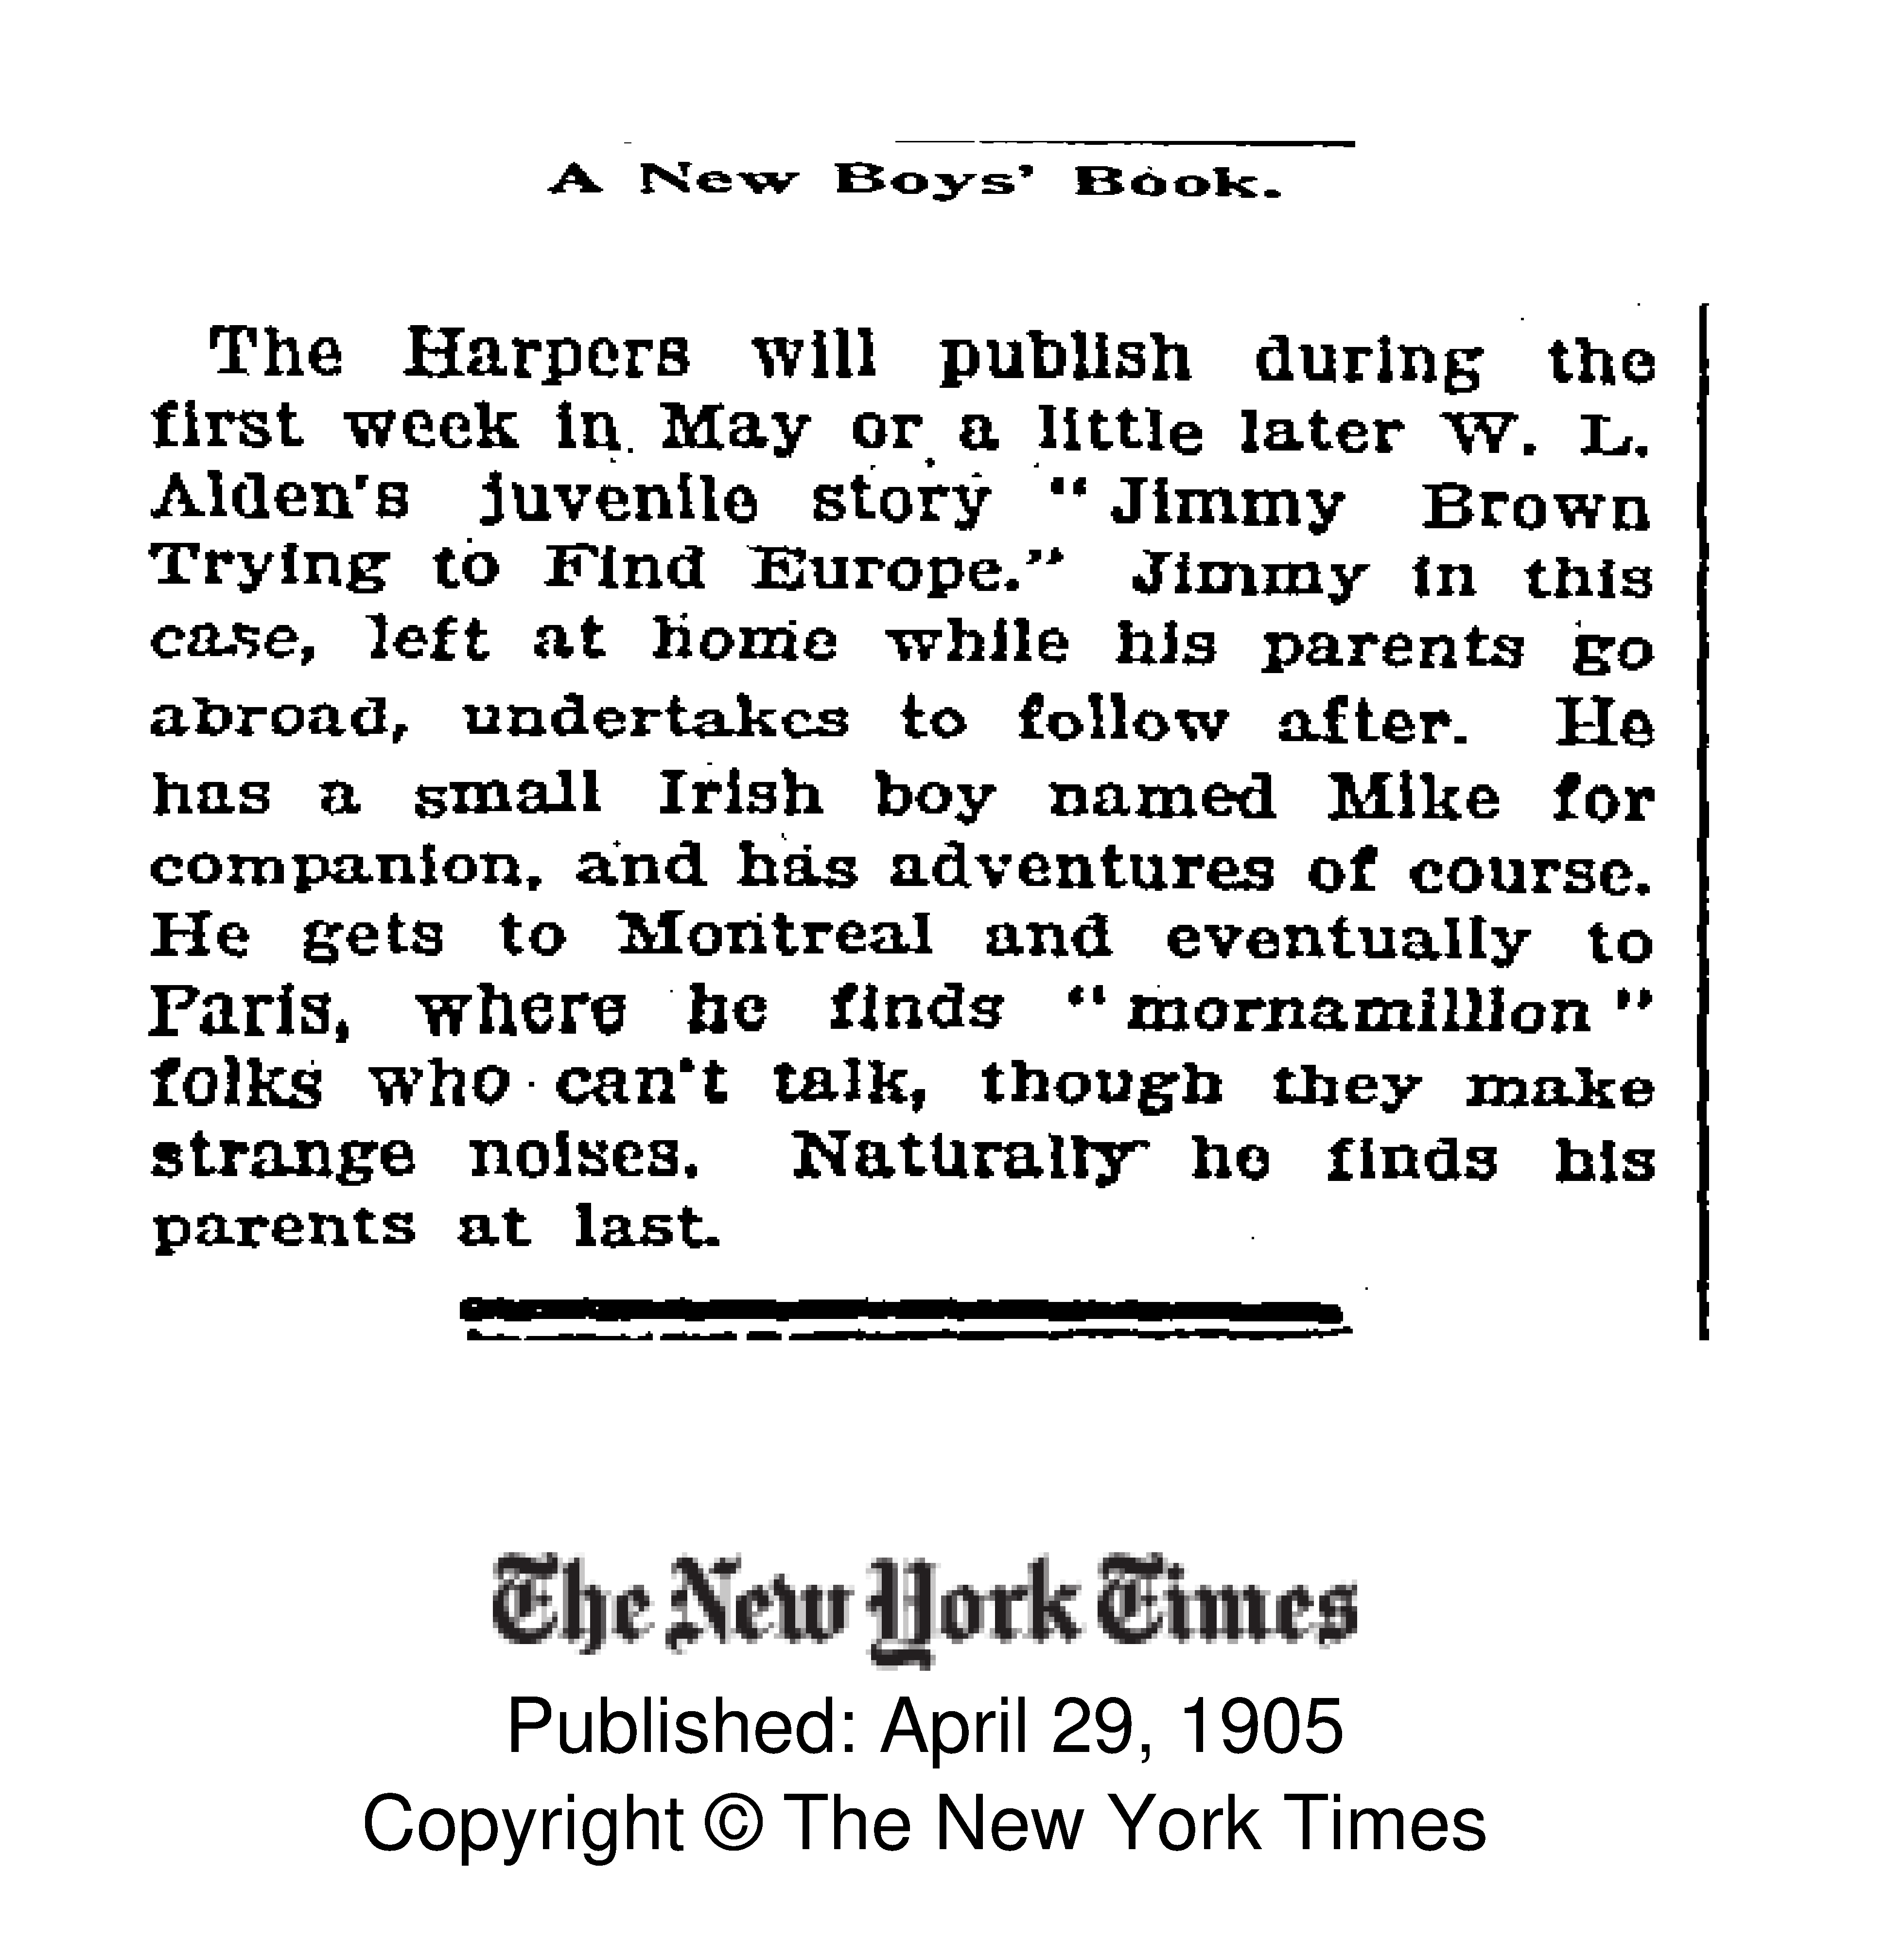 A New Boys' Book.
The Harpers will publish during the
first week in May or a little later W. L.
Alden's juvenile story "Jimmy Brown
Trying to Find Europe." Jimmy in this
case, left at home while his parents go
abroad, undertakes to follow after. He
has a small Irish boy named Mike for
companion, and has adventures of course.
He gets to Montreal and eventually to
Paris, where he finds "mornamillion"
folks who can't talk, though they make
strange noises. Naturally he finds his
parents at last.
The New York Times
Published: April 29, 1905
Copyright © The New York Times